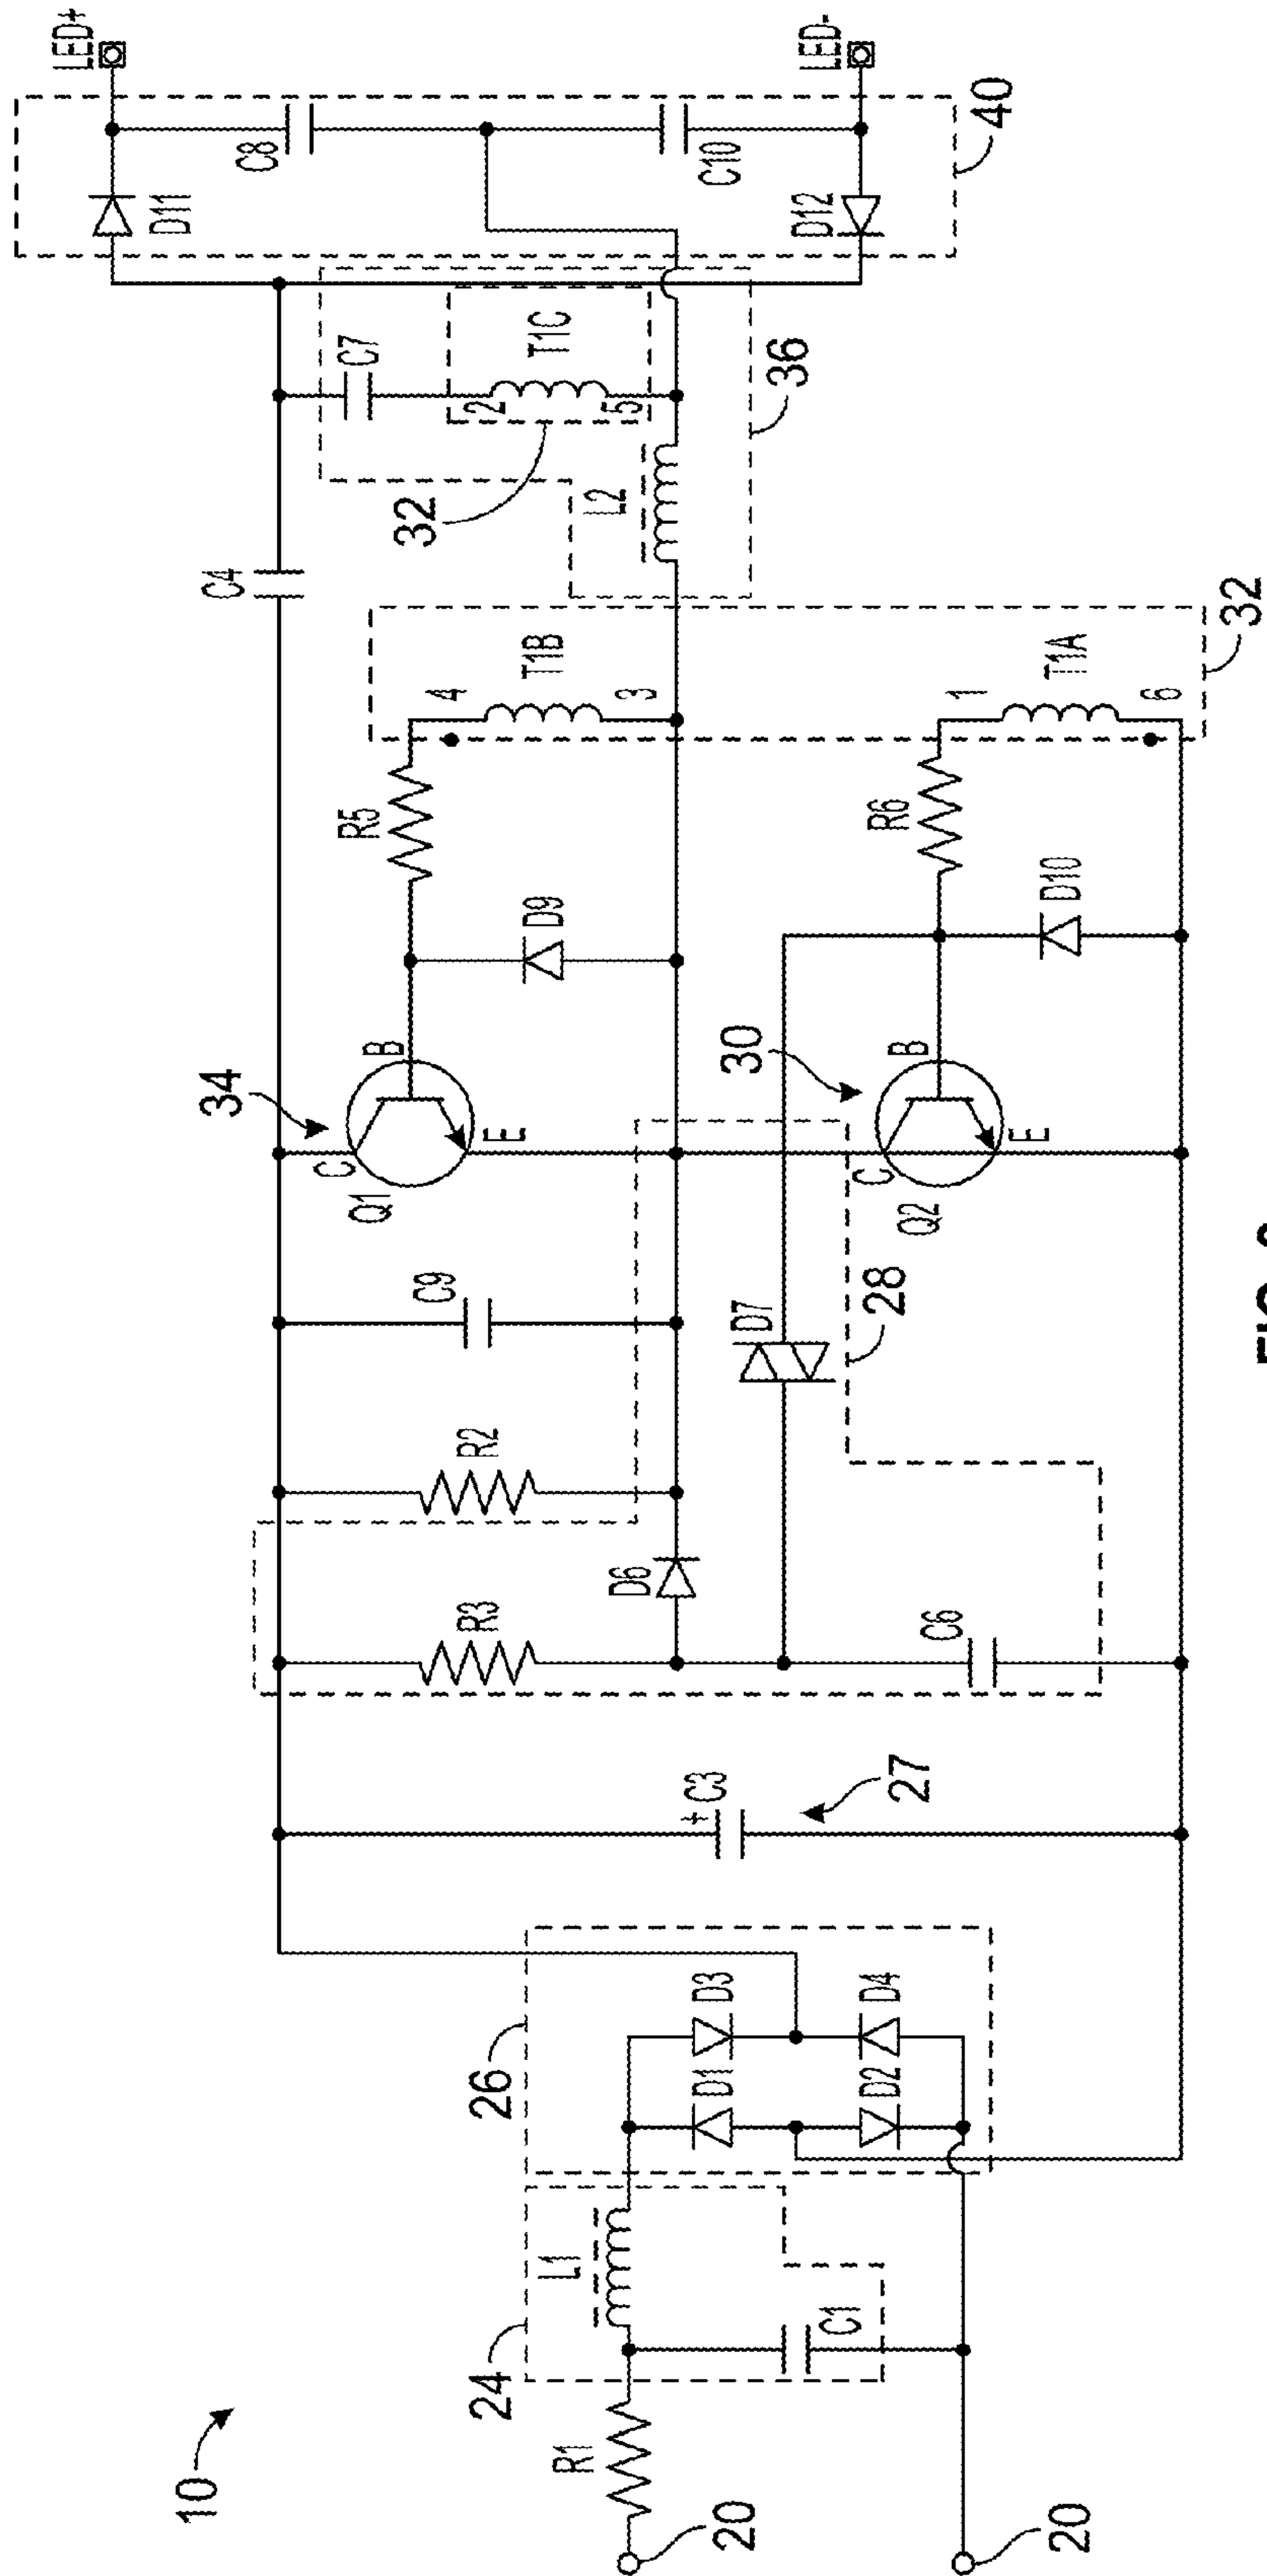 10
20
20
R1
24
L1
C1
26
D1
D3
D2
D4
+
C3
27
R3
D6
C6
R2
C9
D7
28
34
C
Q1
B
E
30
C
Q2
B
E
D9
D10
R5
R6
4
T1B
3
1
T1A
6
32
C4
L2
32
C7
2
T1C
5
36
D11
C8
C10
D12
40
LED+
LED-